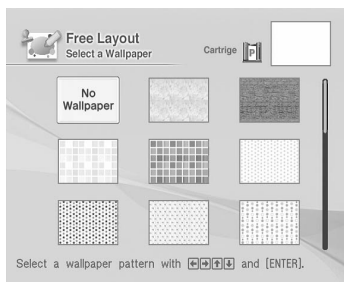 Free Layout
Select a Wallpaper
Cartrige P
No
Wallpaper
Select a wallpaper pattern with ←→↑↓ and [ENTER].